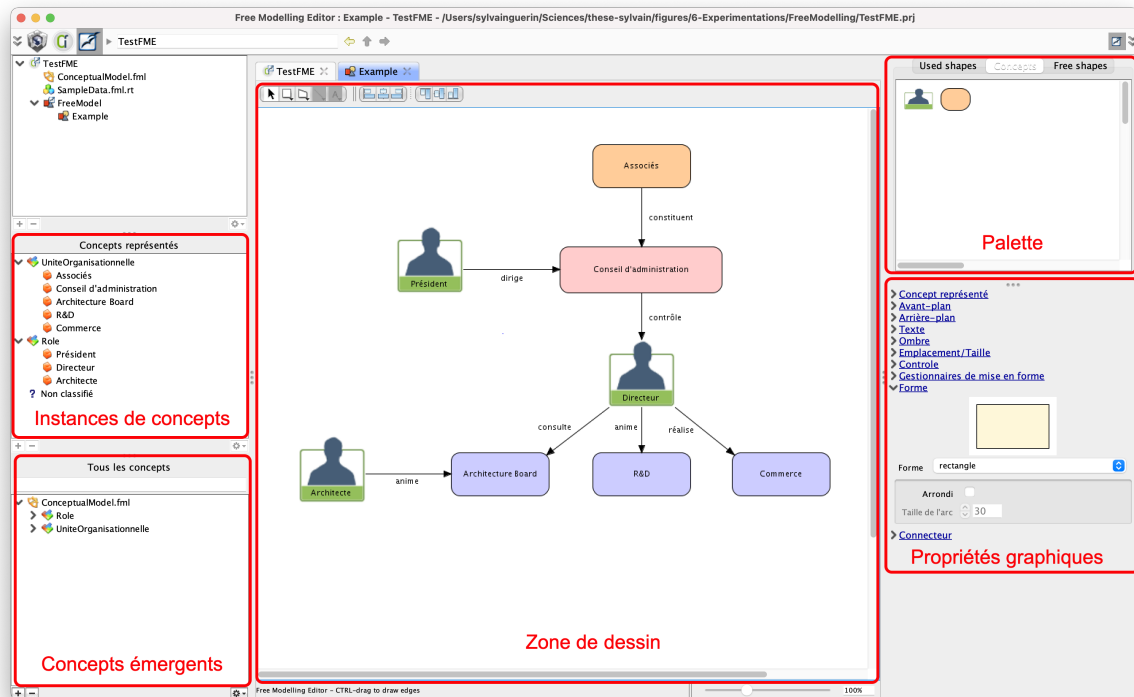 Free Modelling Editor : Example - TestFME - /Users/sylvainguerin/Sciences/these-sylvain/figures/6-Experimentations/FreeModelling/TestFME.prj
TestFME
TestFME
ConceptualModel.fml
SampleData.fml.rt
FreeModel
Example
Concepts représentés
UniteOrganisationnelle
Associés
Conseil d'administration
Architecture Board
R&D
Commerce
Role
Président
Directeur
Architecte
? Non classifié
Instances de concepts
Tous les concepts
ConceptualModel.fml
Role
UniteOrganisationnelle
Concepts émergents
TestFME
Example
Associés
constituent
Président
dirige
Conseil d'administration
contrôle
Directeur
consulte
anime
réalise
Architecte
anime
Architecture Board
R&D
Commerce
Zone de dessin
Free Modelling Editor - CTRL-drag to draw edges
100%
Used shapes
Concepts
Free shapes
Palette
Concept représenté
Avant-plan
Arrière-plan
Texte
Ombre
Emplacement/Taille
Controle
Gestionnaires de mise en forme
Forme
Forme rectangle
Arrondi
Taille de l'arc 30
Connecteur
Propriétés graphiques